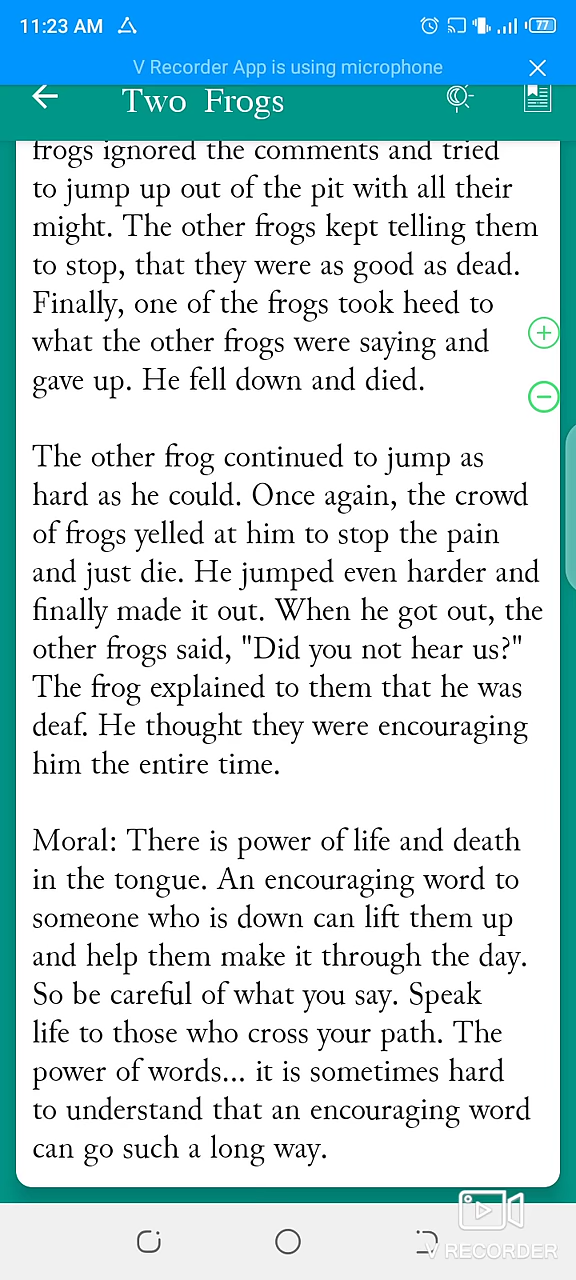 11:23 AM
77
V Recorder App is using microphone
Two Frogs
frogs ignored the comments and tried
to jump up out of the pit with all their
might. The other frogs kept telling them
to stop, that they were as good as dead.
Finally, one of the frogs took heed to
what the other frogs were saying and
gave up. He fell down and died.
The other frog continued to jump as
hard as he could. Once again, the crowd
of frogs yelled at him to stop the pain
and just die. He jumped even harder and
finally made it out. When he got out, the
other frogs said, "Did you not hear us?"
The frog explained to them that he was
deaf. He thought they were encouraging
him the entire time.
Moral: There is power of life and death
in the tongue. An encouraging word to
someone who is down can lift them up
and help them make it through the day.
So be careful of what you say. Speak
life to those who cross your path. The
power of words... it is sometimes hard
to understand that an encouraging word
can go such a long way.
V RECORDER